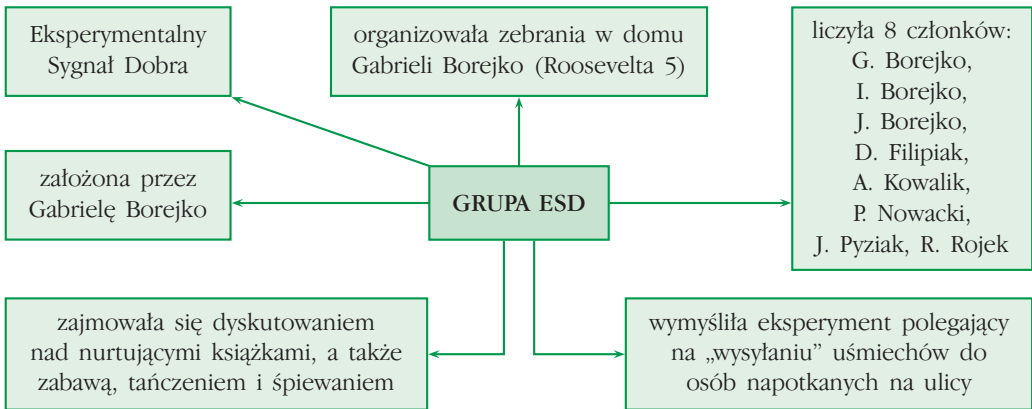 Eksperymentalny
Sygnał Dobra
organizowała zebrania w domu
Gabrieli Borejko (Roosevelta 5)
liczyła 8 członków:
G. Borejko,
I. Borejko,
J. Borejko,
D. Filipiak,
A. Kowalik,
P. Nowacki,
J. Pyziak, R. Rojek
założona przez
Gabrielę Borejko
GRUPA ESD
zajmowała się dyskutowaniem
nad nurtującymi książkami, a także
zabawą, tańczeniem i śpiewaniem
wymyśliła eksperyment polegający
na „wysyłaniu” uśmiechów do
osób napotkanych na ulicy